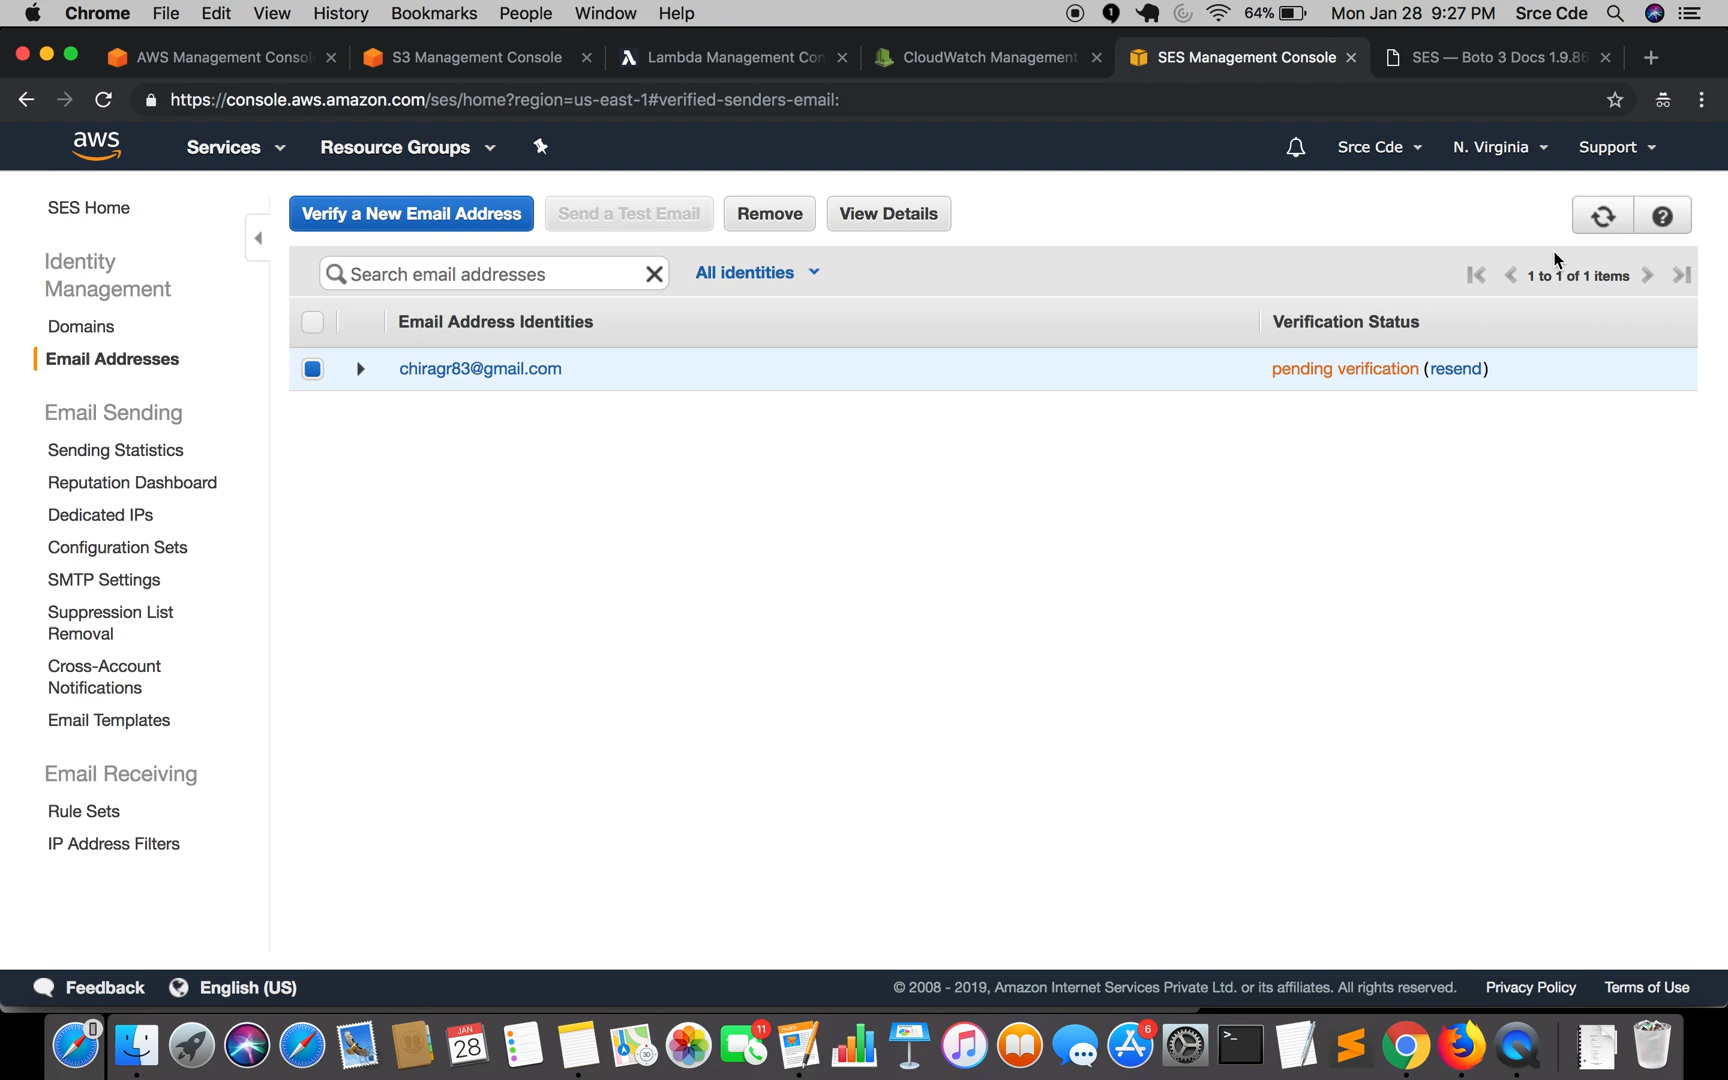 Chrome File Edit View History Bookmarks People Window Help 1 64% Mon Jan 28 9:27 PM Srce Cde
AWS Management Consol S3 Management Console Lambda Management Con CloudWatch Management SES Management Console SES — Boto 3 Docs 1.9.86
https://console.aws.amazon.com/ses/home?region=us-east-1#verified-senders-email:
aws Services Resource Groups Srce Cde N. Virginia Support
SES Home
Identity
Management
Domains
Email Addresses
Email Sending
Sending Statistics
Reputation Dashboard
Dedicated IPs
Configuration Sets
SMTP Settings
Suppression List
Removal
Cross-Account
Notifications
Email Templates
Email Receiving
Rule Sets
IP Address Filters
Verify a New Email Address Send a Test Email Remove View Details
Search email addresses All identities 1 to 1 of 1 items
Email Address Identities Verification Status
chiragr83@gmail.com pending verification (resend)
Feedback English (US) © 2008 - 2019, Amazon Internet Services Private Ltd. or its affiliates. All rights reserved. Privacy Policy Terms of Use
JAN
28
11
6